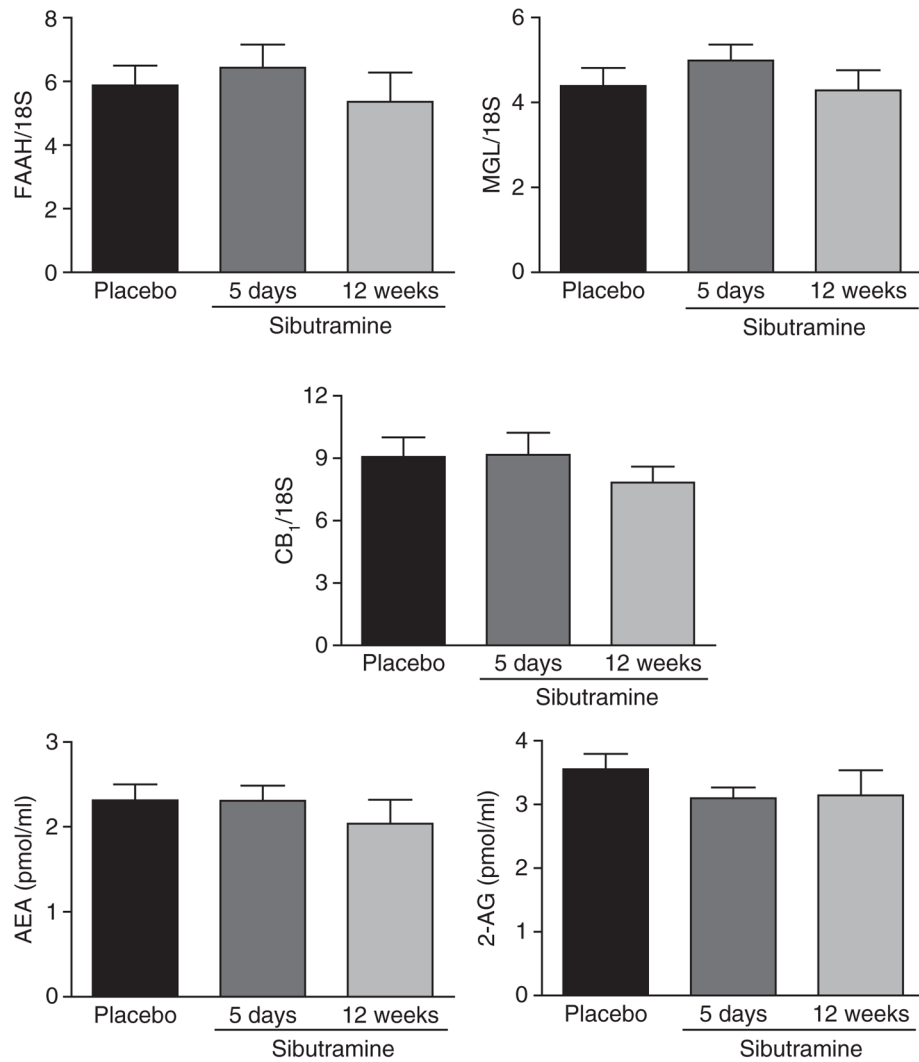 FAAH/18S
8
6
4
2
0
Placebo 5 days 12 weeks
Sibutramine
MGL/18S
6
4
2
0
Placebo 5 days 12 weeks
Sibutramine
CB₁/18S
12
9
6
3
0
Placebo 5 days 12 weeks
Sibutramine
AEA (pmol/ml)
3
2
1
0
Placebo 5 days 12 weeks
Sibutramine
2-AG (pmol/ml)
4
3
2
1
0
Placebo 5 days 12 weeks
Sibutramine